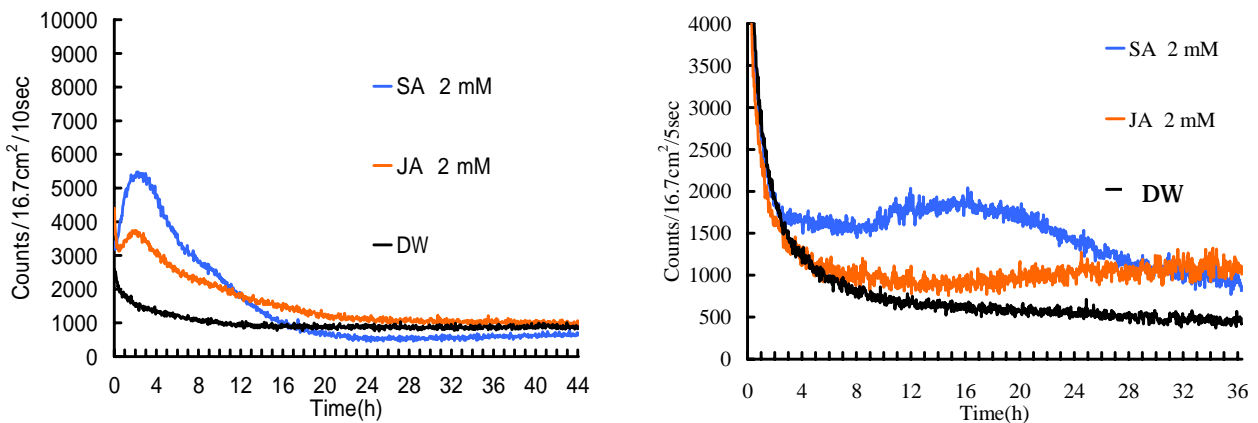 10000
9000
8000
7000
6000
5000
4000
3000
2000
1000
0
Counts/16.7cm²/10sec
0 4 8 12 16 20 24 28 32 36 40 44
Time(h)
SA 2 mM
JA 2 mM
DW
4000
3500
3000
2500
2000
1500
1000
500
0
Counts/16.7cm²/5sec
0 4 8 12 16 20 24 28 32 36
Time(h)
SA 2 mM
JA 2 mM
DW